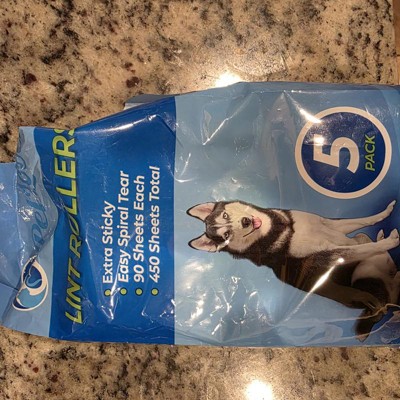 LINT ROLLERS
Extra Sticky
Easy Spiral Tear
90 Sheets Each
450 Sheets Total
5
PACK